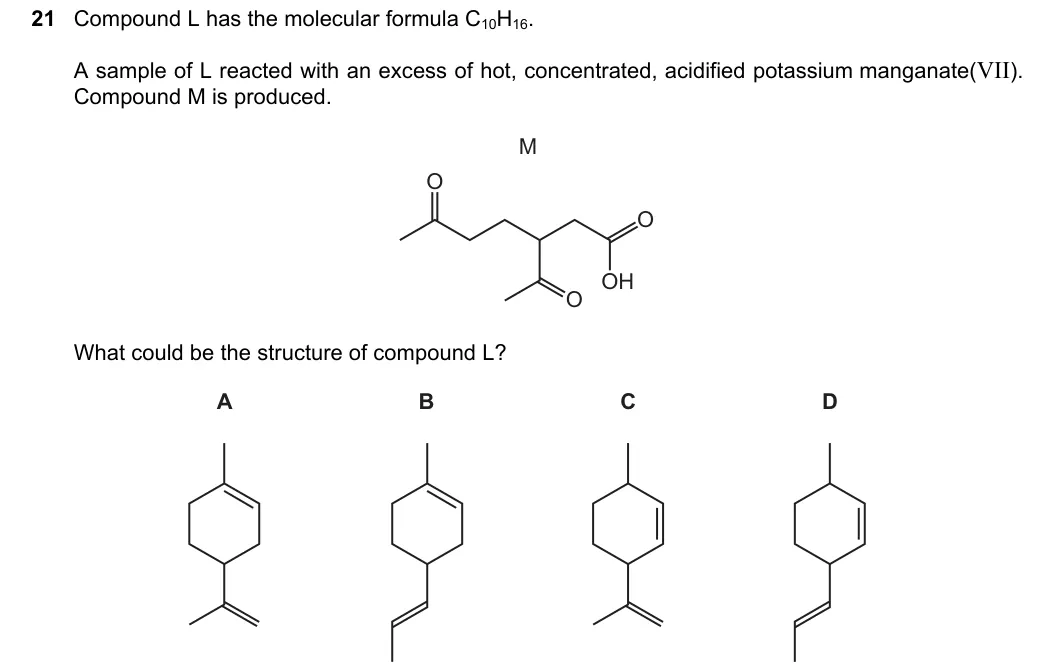 21 Compound L has the molecular formula C₁₀H₁₆.
A sample of L reacted with an excess of hot, concentrated, acidified potassium manganate(VII).
Compound M is produced.
M
O
O
OH
O
What could be the structure of compound L?
A B C D